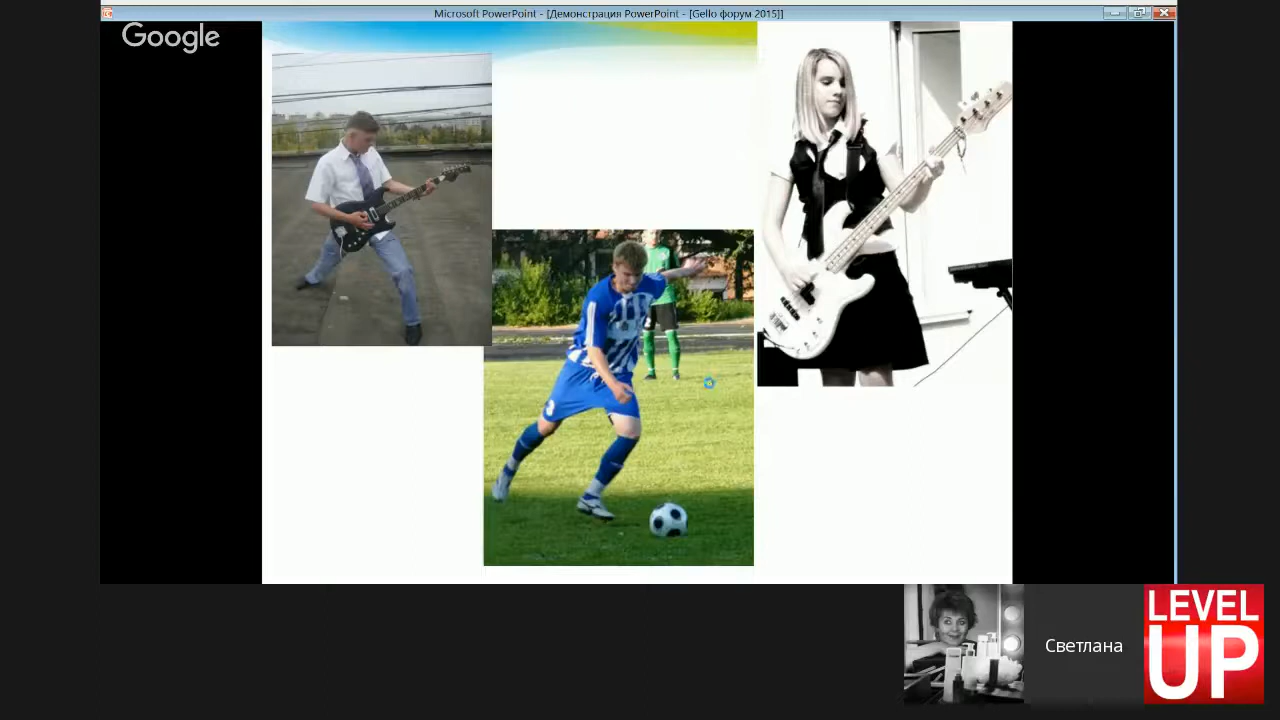 Microsoft PowerPoint - [Демонстрация PowerPoint - [Gello форум 2015]]
Google
Светлана
LEVEL
UP